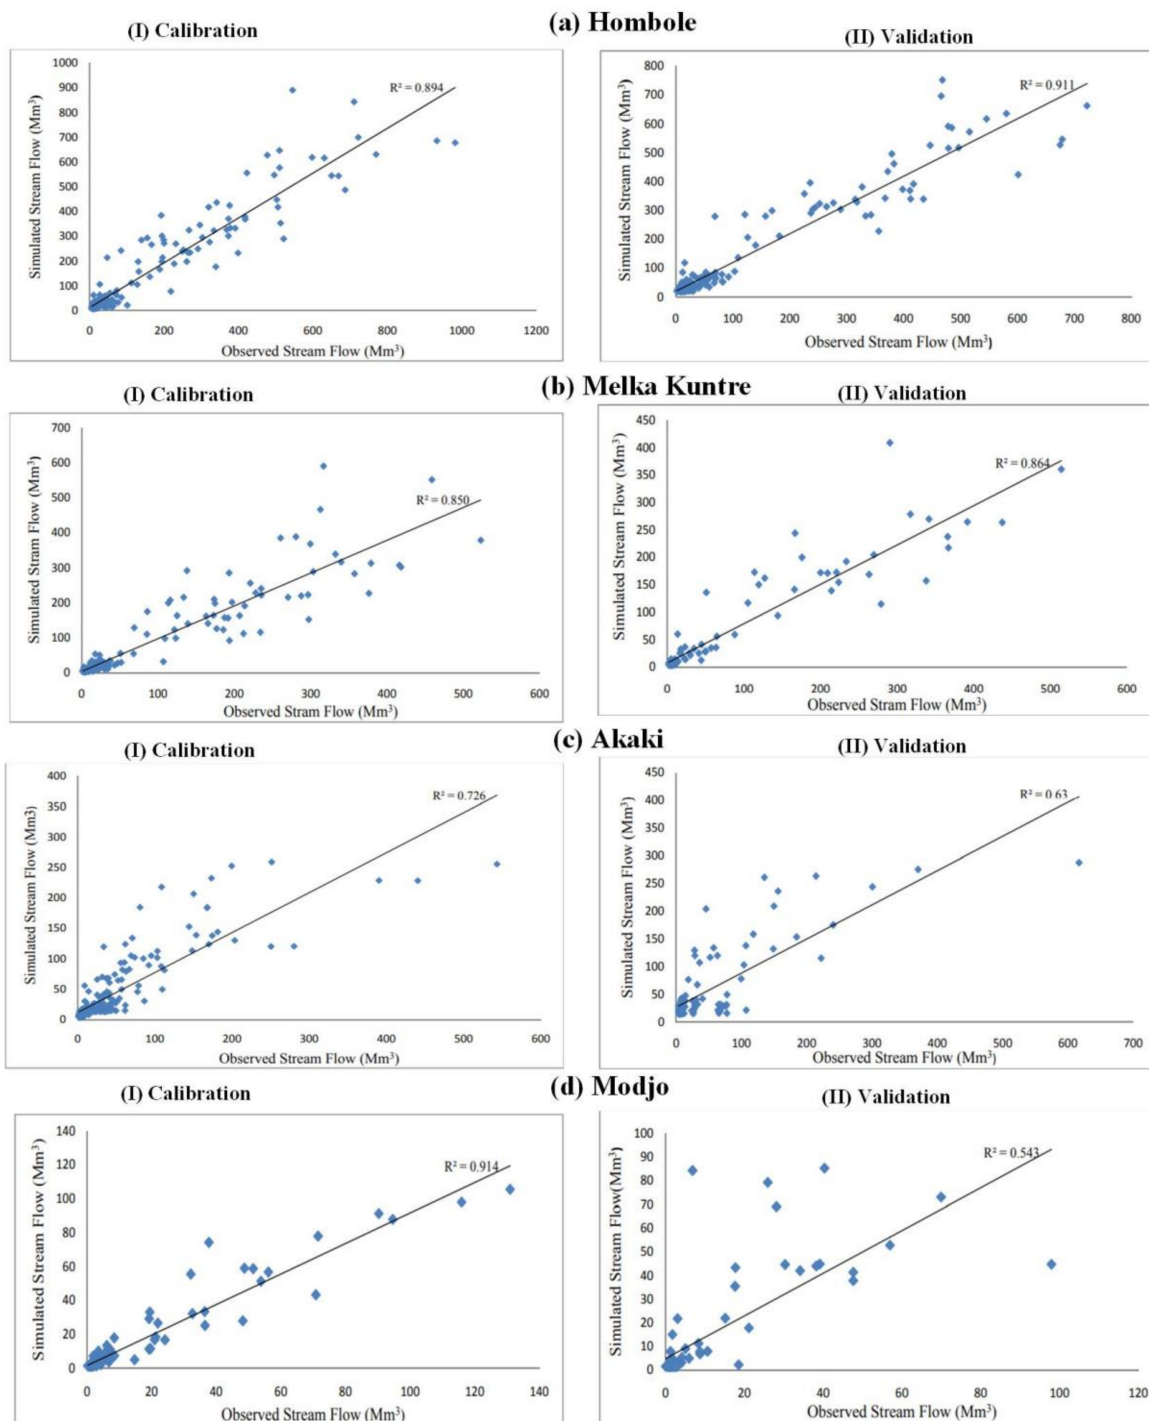 (a) Hombole
(I) Calibration
(II) Validation
Simulated Stream Flow (Mm³)
1000
900
800
700
600
500
400
300
200
100
0
R² = 0.894
0 200 400 600 800 1000 1200
Observed Stream Flow (Mm³)
Simulated Stream Flow (Mm³)
800
700
600
500
400
300
200
100
0
R² = 0.911
0 100 200 300 400 500 600 700 800
Observed Stream Flow (Mm³)
(b) Melka Kuntre
(I) Calibration
(II) Validation
Simulated Stram Flow (Mm³)
700
600
500
400
300
200
100
0
R² = 0.850
0 100 200 300 400 500 600
Observed Stram Flow (Mm³)
Simulated Stream Flow (Mm³)
450
400
350
300
250
200
150
100
50
0
R² = 0.864
0 100 200 300 400 500 600
Observed Stram Flow (Mm³)
(c) Akaki
(I) Calibration
(II) Validation
Simulated Stream Flow (Mm3)
400
350
300
250
200
150
100
50
0
R² = 0.726
0 100 200 300 400 500 600
Observed Stream Flow (Mm³)
Simulated Stream Flow (Mm³)
450
400
350
300
250
200
150
100
50
0
R² = 0.63
0 100 200 300 400 500 600 700
Observed Stream Flow (Mm³)
(d) Modjo
(I) Calibration
(II) Validation
Simulated Stream Flow (Mm³)
140
120
100
80
60
40
20
0
R² = 0.914
0 20 40 60 80 100 120 140
Observed Stream Flow (Mm³)
Simulated Stream Flow(Mm³)
100
90
80
70
60
50
40
30
20
10
0
R² = 0.543
0 20 40 60 80 100 120
Observed Stream Flow (Mm³)